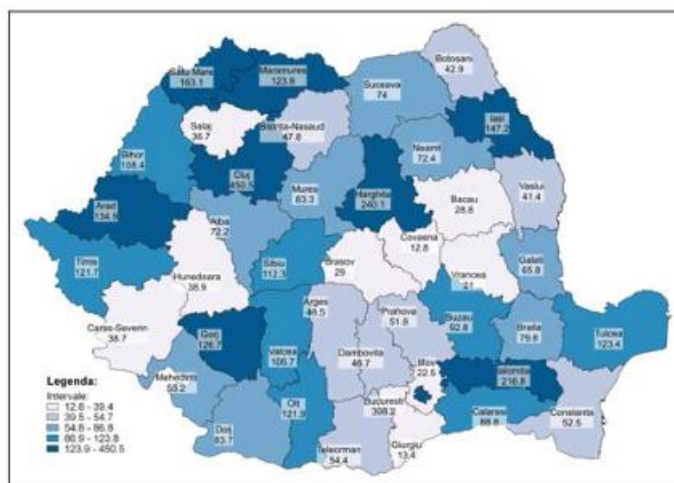 Botosani
42.9
Satu Mare
163.1
Maramures
123.9
Suceava
74
Iasi
147.2
Salaj
36.7
Bistrita-Nasaud
47.8
Neamt
72.4
Bihor
108.4
Cluj
450.5
Mures
83.3
Harghita
240.1
Bacau
28.8
Vaslui
41.4
Arad
Alba
72.2
Covasna
12.8
Timis
121.7
Hunedoara
38.9
Sibiu
112.3
Brasov
29
Vrancea
21
Galati
65.8
Caras-Severin
38.7
Gorj
126.7
Valcea
106.7
Arges
46.5
Prahova
51.8
Buzau
92.8
Braila
79.6
Tulcea
123.4
Dambovita
Ilfov
22.5
Ialomita
216.8
Mehedinti
Olt
121.9
Bucuresti
398.2
Calarasi
Constanta
52.5
Dolj
83.7
Teleorman
54.4
Giurgiu
13.4
Legenda:
Intervale:
12.8 - 39.4
39.5 - 54.7
54.8 - 86.8
86.9 - 123.8
123.9 - 450.5